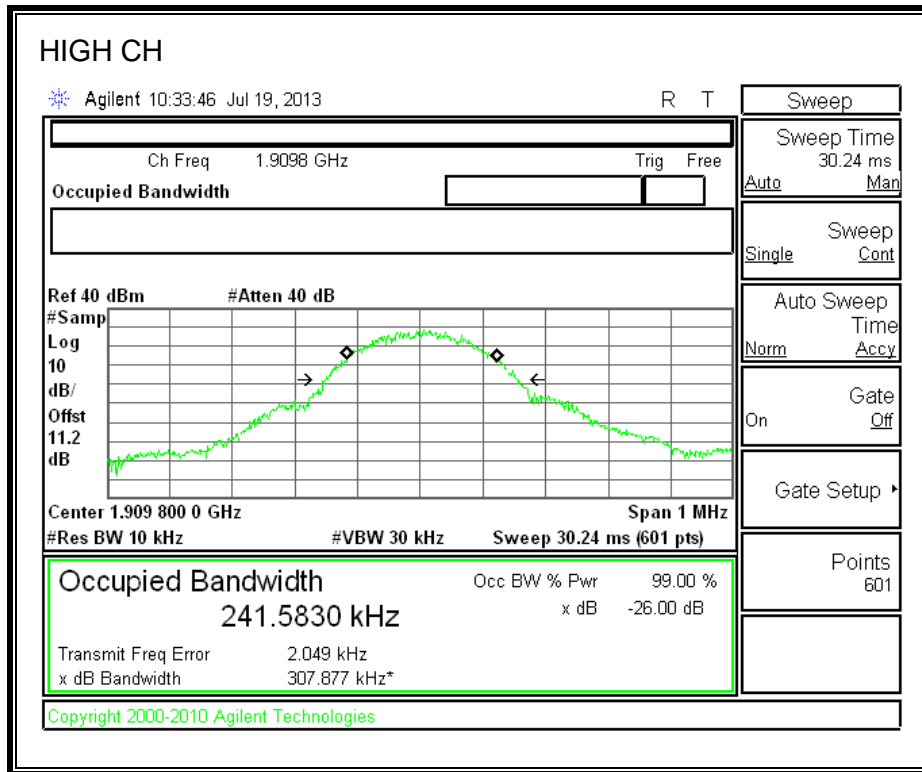 HIGH CH
Agilent 10:33:46 Jul 19, 2013 R T
Ch Freq 1.9098 GHz Trig Free
Occupied Bandwidth
Ref 40 dBm #Atten 40 dB
#Samp
Log
10
dB/
Offst
11.2
dB
Center 1.909 800 0 GHz Span 1 MHz
#Res BW 10 kHz #VBW 30 kHz Sweep 30.24 ms (601 pts)
Occupied Bandwidth Occ BW % Pwr 99.00 %
241.5830 kHz x dB -26.00 dB
Transmit Freq Error 2.049 kHz
x dB Bandwidth 307.877 kHz*
Copyright 2000-2010 Agilent Technologies
Sweep
Sweep Time
30.24 ms
Auto Man
Sweep
Single Cont
Auto Sweep
Time
Norm Accy
Gate
On Off
Gate Setup
Points
601